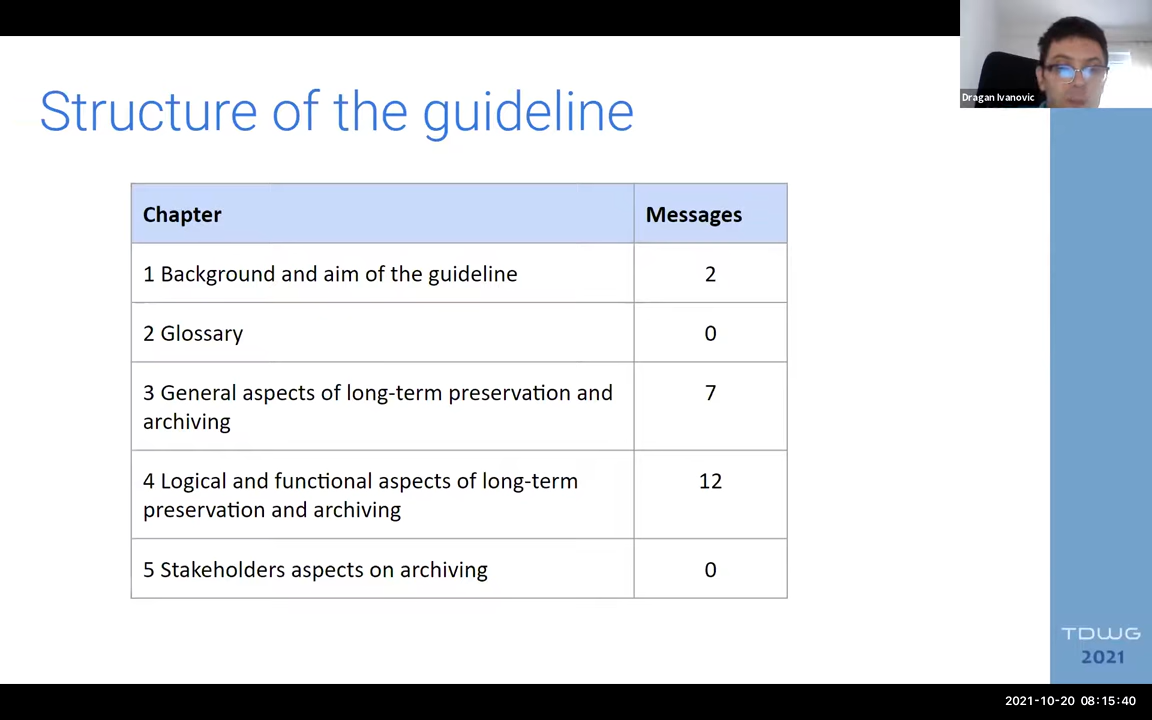 Structure of the guideline
Dragan Ivanovic
Chapter Messages
1 Background and aim of the guideline 2
2 Glossary 0
3 General aspects of long-term preservation and 7
archiving
4 Logical and functional aspects of long-term 12
preservation and archiving
5 Stakeholders aspects on archiving 0
TDWG
2021
2021-10-20 08:15:40